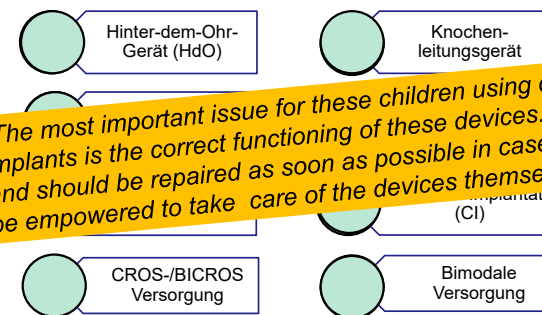 Hinter-dem-Ohr-
Gerät (HdO)
Knochen-
leitungsgerät
The most important issue for these children using
mplants is the correct functioning of these devices.
nd should be repaired as soon as possible in case
be empowered to take care of the devices themse
(CI)
CROS-/BICROS
Versorgung
Bimodale
Versorgung